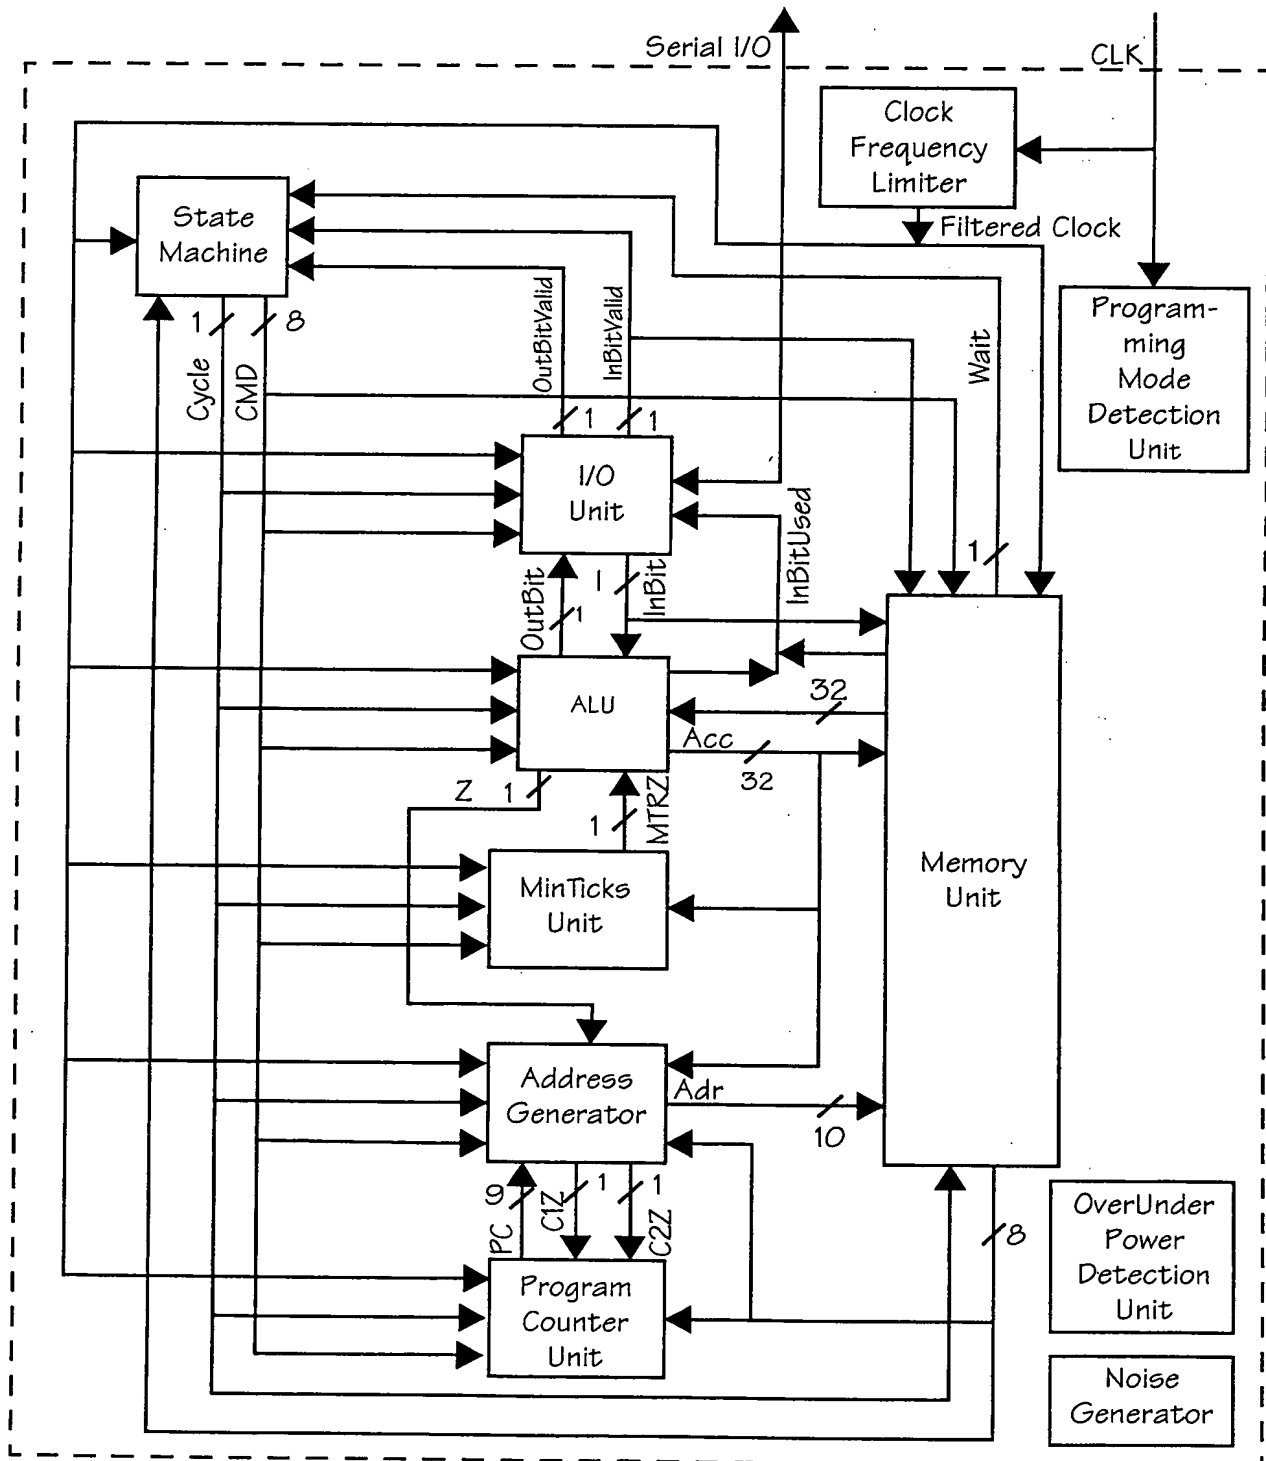 Serial I/O
CLK
Clock
Frequency
Limiter
Filtered Clock
State
Machine
Program-
ming
Mode
Detection
Unit
1
8
Cycle
CMD
OutBitValid
InBitValid
Wait
1
1
1
I/O
Unit
InBitUsed
OutBit
1
1
InBit
ALU
32
Acc
32
Z
1
1
MTRZ
MinTicks
Unit
Memory
Unit
Address
Generator
Adr
10
9
PC
C1Z
1
1
C2Z
8
Program
Counter
Unit
OverUnder
Power
Detection
Unit
Noise
Generator